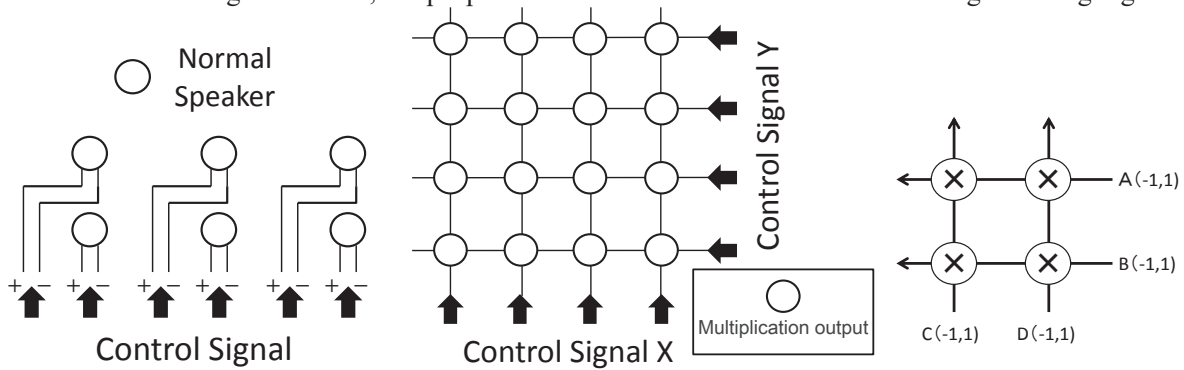 Normal
Speaker
+ − + − + − + − + − + −
Control Signal
Control Signal Y
Control Signal X
Multiplication output
A(-1,1)
B(-1,1)
C(-1,1) D(-1,1)